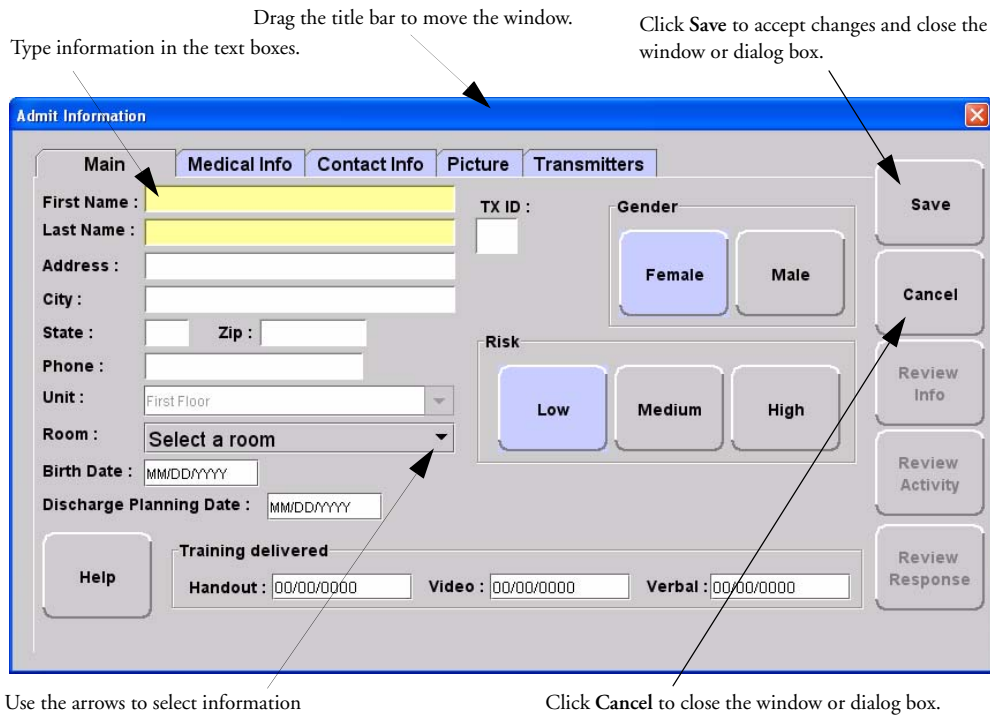 Drag the title bar to move the window.
Click Save to accept changes and close the
window or dialog box.
Type information in the text boxes.
Admit Information
Main Medical Info Contact Info Picture Transmitters
First Name :
Last Name :
Address :
City :
State : Zip :
Phone :
Unit : First Floor
Room : Select a room
Birth Date : MM/DD/YYYY
Discharge Planning Date : MM/DD/YYYY
TX ID :
Gender
Female Male
Risk
Low Medium High
Save
Cancel
Review
Info
Review
Activity
Review
Response
Help
Training delivered
Handout : 00/00/0000 Video : 00/00/0000 Verbal : 00/00/0000
Use the arrows to select information
Click Cancel to close the window or dialog box.